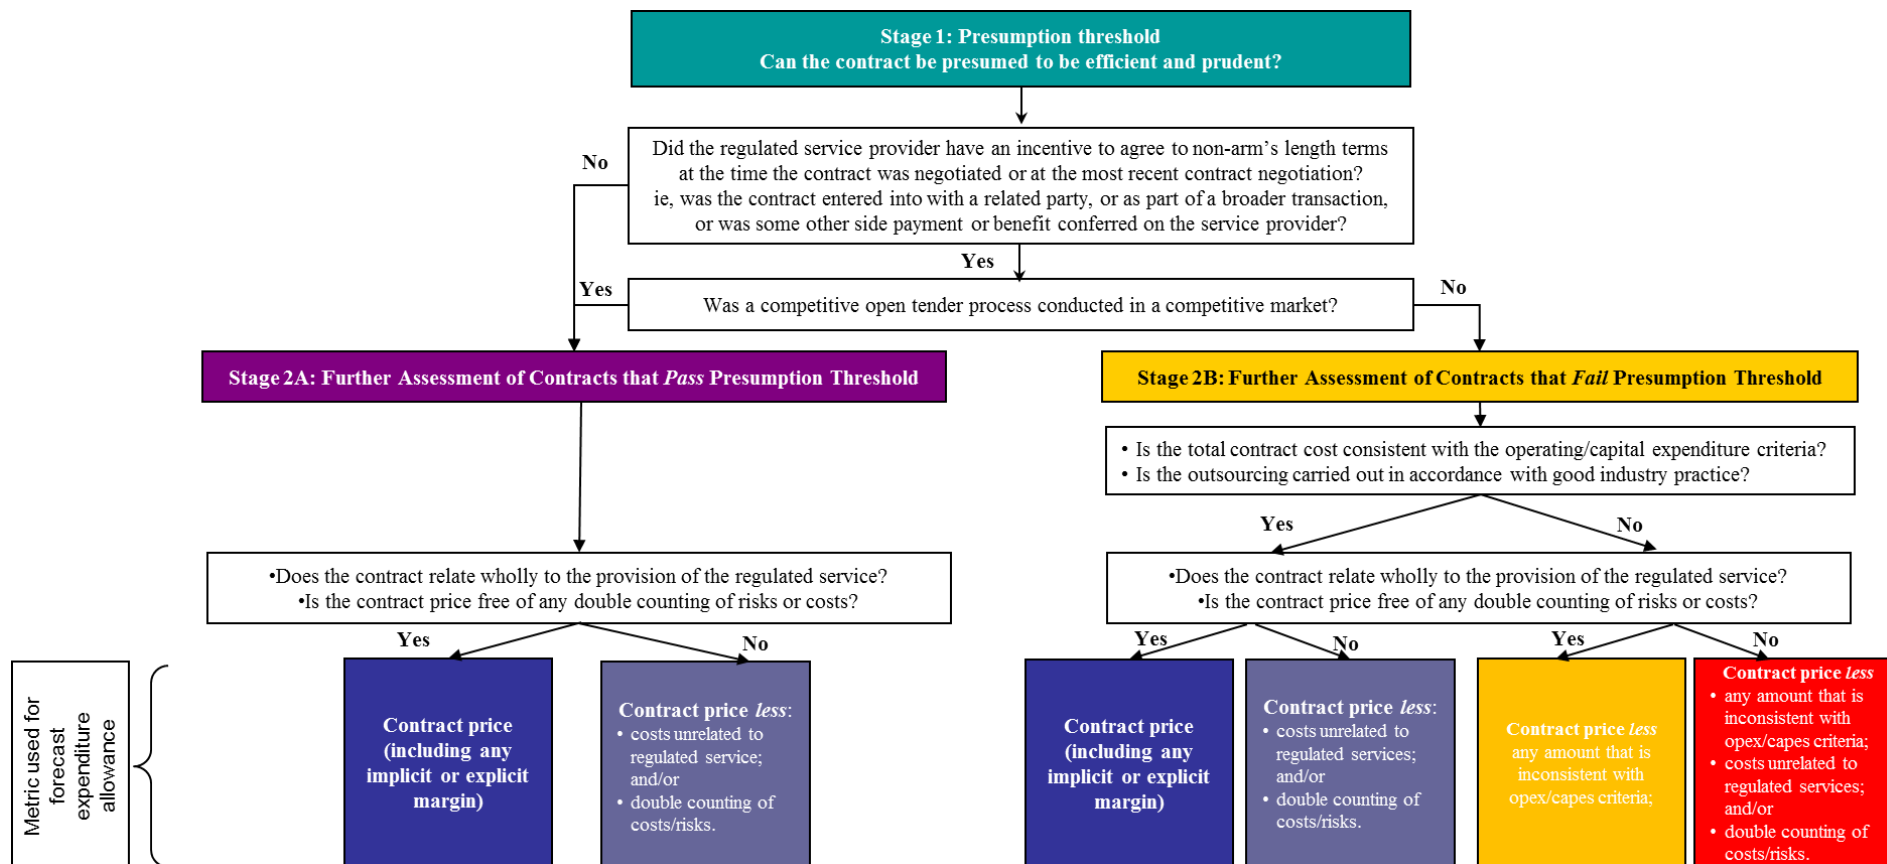 Stage 1: Presumption threshold
Can the contract be presumed to be efficient and prudent?
Did the regulated service provider have an incentive to agree to non-arm's length terms
at the time the contract was negotiated or at the most recent contract negotiation?
ie, was the contract entered into with a related party, or as part of a broader transaction,
or was some other side payment or benefit conferred on the service provider?
No
Yes
Was a competitive open tender process conducted in a competitive market?
Yes
No
Stage 2A: Further Assessment of Contracts that Pass Presumption Threshold
Stage 2B: Further Assessment of Contracts that Fail Presumption Threshold
• Is the total contract cost consistent with the operating/capital expenditure criteria?
• Is the outsourcing carried out in accordance with good industry practice?
Yes
No
•Does the contract relate wholly to the provision of the regulated service?
•Is the contract price free of any double counting of risks or costs?
•Does the contract relate wholly to the provision of the regulated service?
•Is the contract price free of any double counting of risks or costs?
Yes
No
Yes
No
Yes
No
Metric used for
forecast
expenditure
allowance
Contract price
(including any
implicit or explicit
margin)
Contract price less:
• costs unrelated to
regulated service;
and/or
• double counting of
costs/risks.
Contract price
(including any
implicit or explicit
margin)
Contract price less:
• costs unrelated to
regulated services;
and/or
• double counting of
costs/risks.
Contract price less
any amount that is
inconsistent with
opex/capes criteria;
Contract price less
• any amount that is
inconsistent with
opex/capes criteria;
• costs unrelated to
regulated services;
and/or
• double counting of
costs/risks.